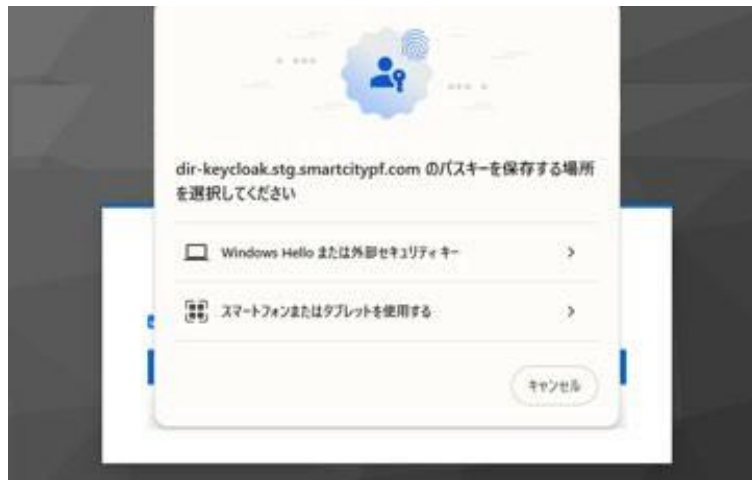 dir-keycloak.stg.smartcitypf.com のパスキーを保存する場所
を選択してください
Windows Hello または外部セキュリティ キー
スマートフォンまたはタブレットを使用する
キャンセル